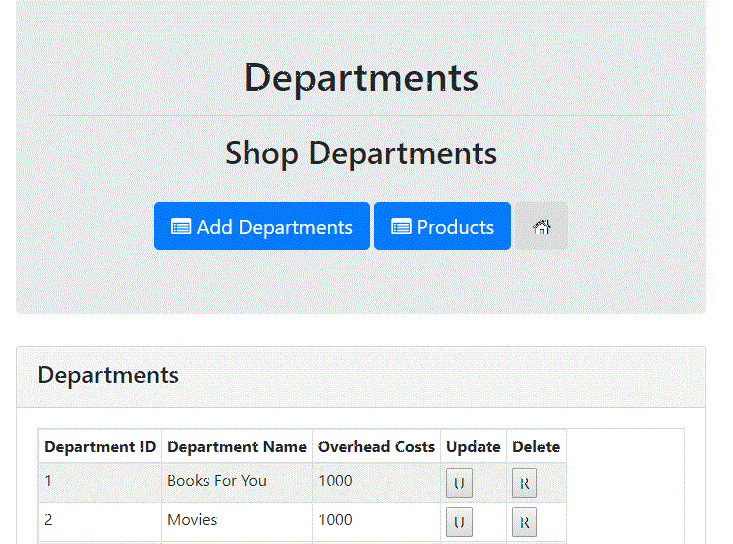 Departments
Shop Departments
Add Departments Products
Departments
Department ID Department Name Overhead Costs Update Delete
1 Books For You 1000 U R
2 Movies 1000 U R